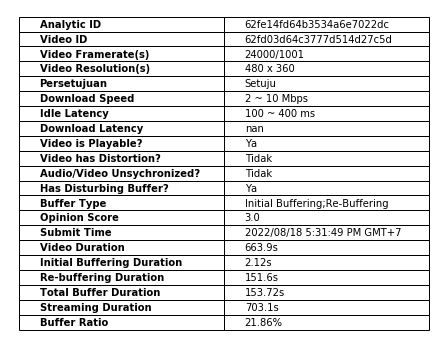 Analytic ID 62fe14fd64b3534a6e7022dc
Video ID 62fd03d64c3777d514d27c5d
Video Framerate(s) 24000/1001
Video Resolution(s) 480 x 360
Persetujuan Setuju
Download Speed 2 ~ 10 Mbps
Idle Latency 100 ~ 400 ms
Download Latency nan
Video is Playable? Ya
Video has Distortion? Tidak
Audio/Video Unsychronized? Tidak
Has Disturbing Buffer? Ya
Buffer Type Initial Buffering;Re-Buffering
Opinion Score 3.0
Submit Time 2022/08/18 5:31:49 PM GMT+7
Video Duration 663.9s
Initial Buffering Duration 2.12s
Re-buffering Duration 151.6s
Total Buffer Duration 153.72s
Streaming Duration 703.1s
Buffer Ratio 21.86%